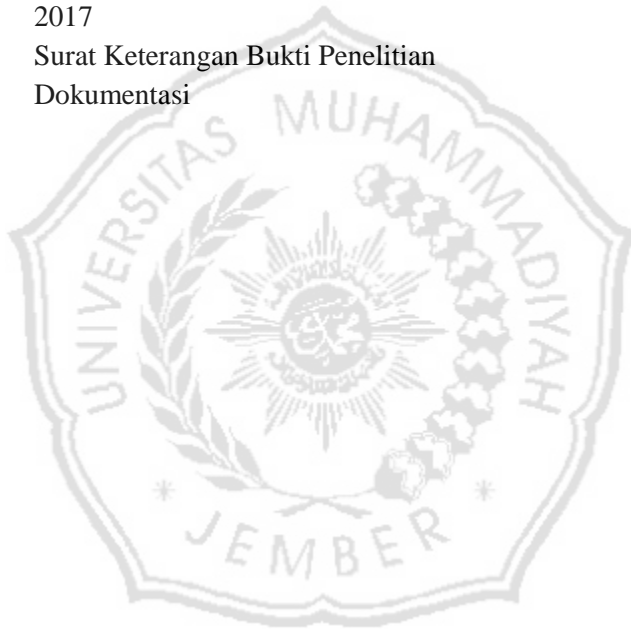 2017
Surat Keterangan Bukti Penelitian
Dokumentasi
UNIVERSITAS MUHAMMADIYAH
JEMBER